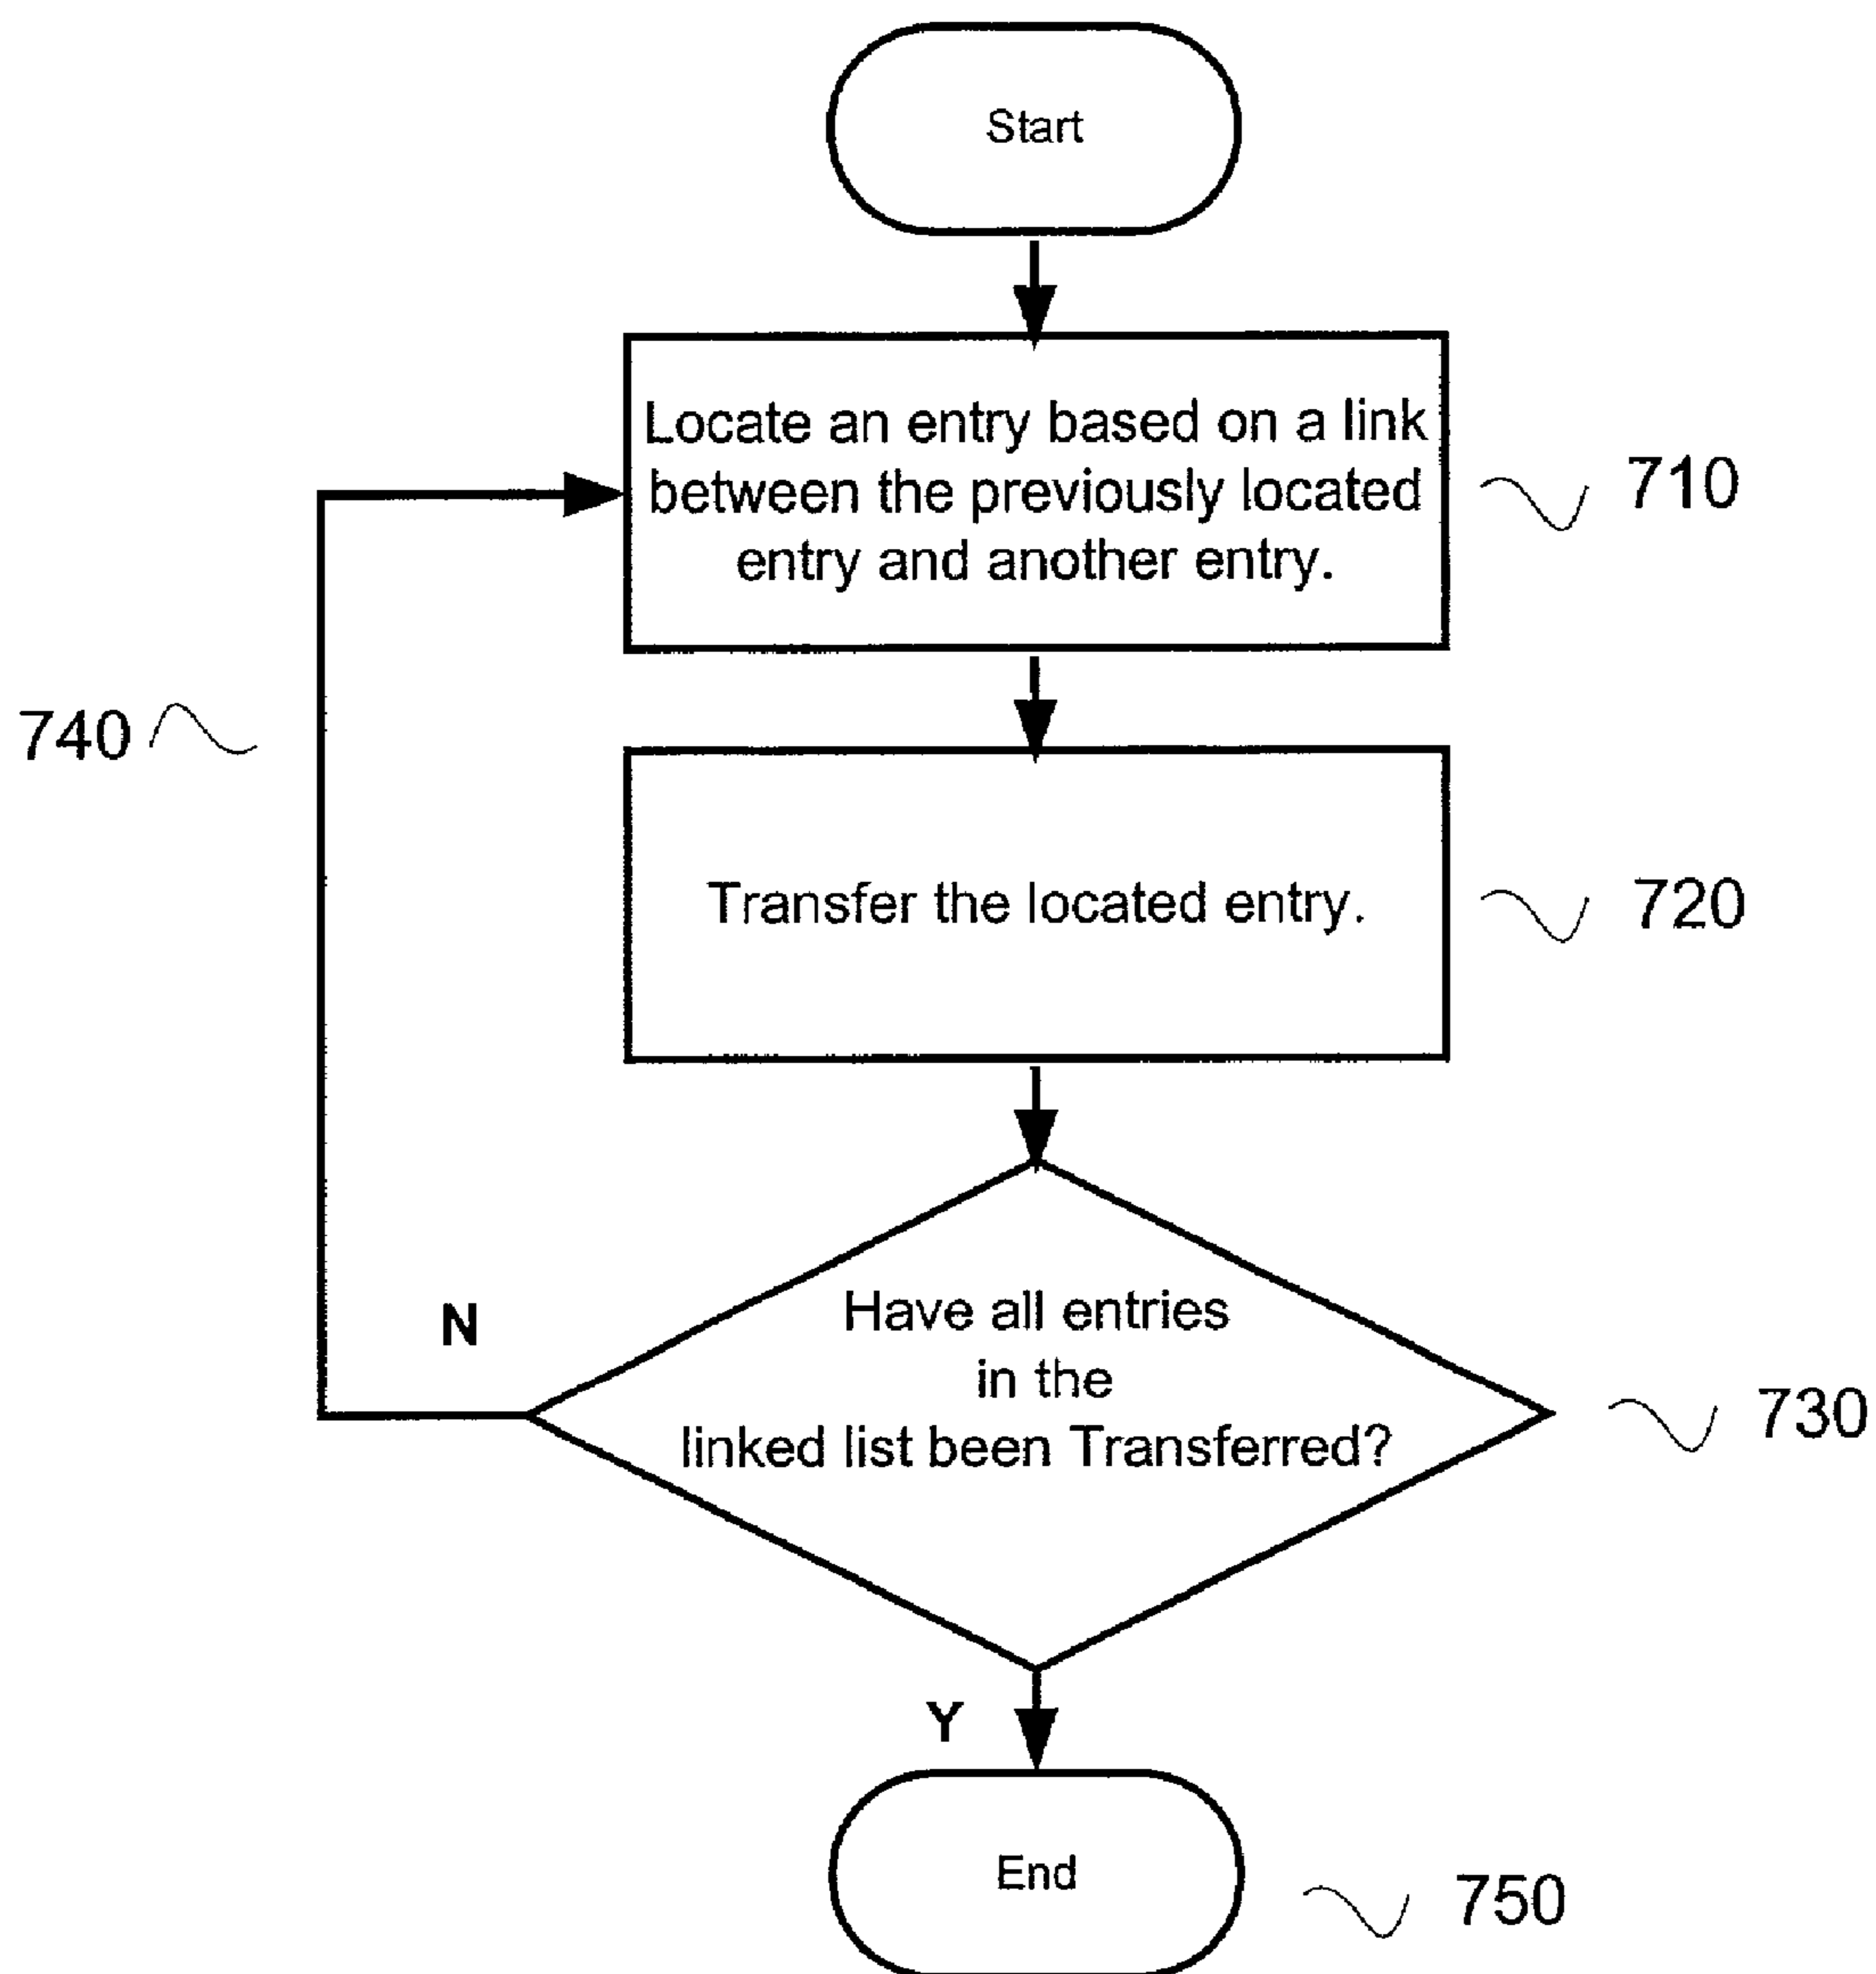 Start
Locate an entry based on a link
between the previously located
entry and another entry.
710
740
Transfer the located entry.
720
N
Have all entries
in the
linked list been Transferred?
730
Y
End
750